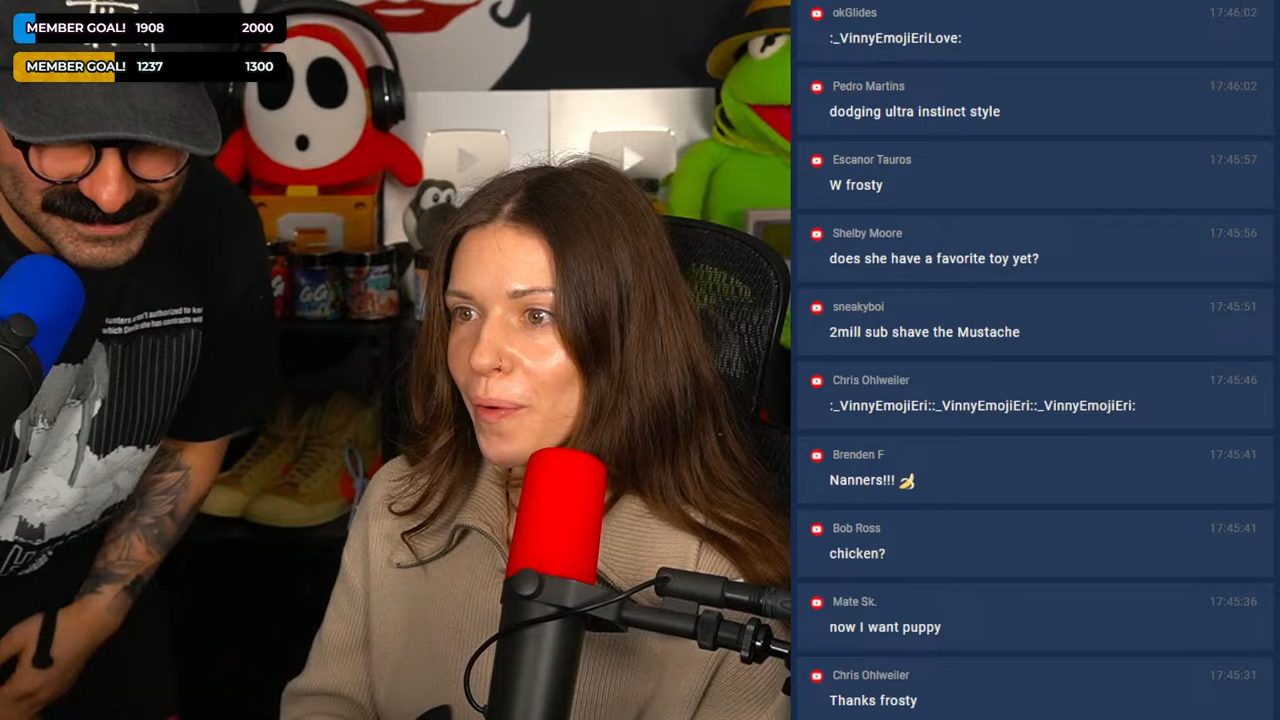 MEMBER GOAL! 1908 2000
MEMBER GOAL! 1237 1300
GG
okGlides 17:46:02
:_VinnyEmojiEriLove:
Pedro Martins 17:46:02
dodging ultra instinct style
Escanor Tauros 17:45:57
W frosty
Shelby Moore 17:45:56
does she have a favorite toy yet?
sneakyboi 17:45:51
2mill sub shave the Mustache
Chris Ohlweiler 17:45:46
:_VinnyEmojiEri::_VinnyEmojiEri::_VinnyEmojiEri:
Brenden F 17:45:41
Nanners!!! 🍌
Bob Ross 17:45:41
chicken?
Mate Sk. 17:45:36
now I want puppy
Chris Ohlweiler 17:45:31
Thanks frosty